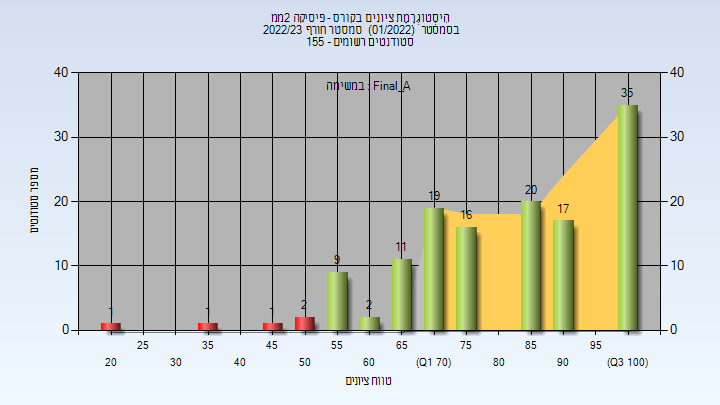 היסטוגרמת ציונים בקורס - פיסיקה 2ממ
בסמסטר (01/2022) סמסטר חורף 2022/23
סטודנטים רשומים - 155
במשימה : Final_A
מספר סטודנטים
40 40
30 30
20 20
10 10
0 0
1 1 1 2 9 2 11 19 16 20 17 35
25 35 45 55 65 75 85 95
20 30 40 50 60 (Q1 70) 80 90 (Q3 100)
טווח ציונים